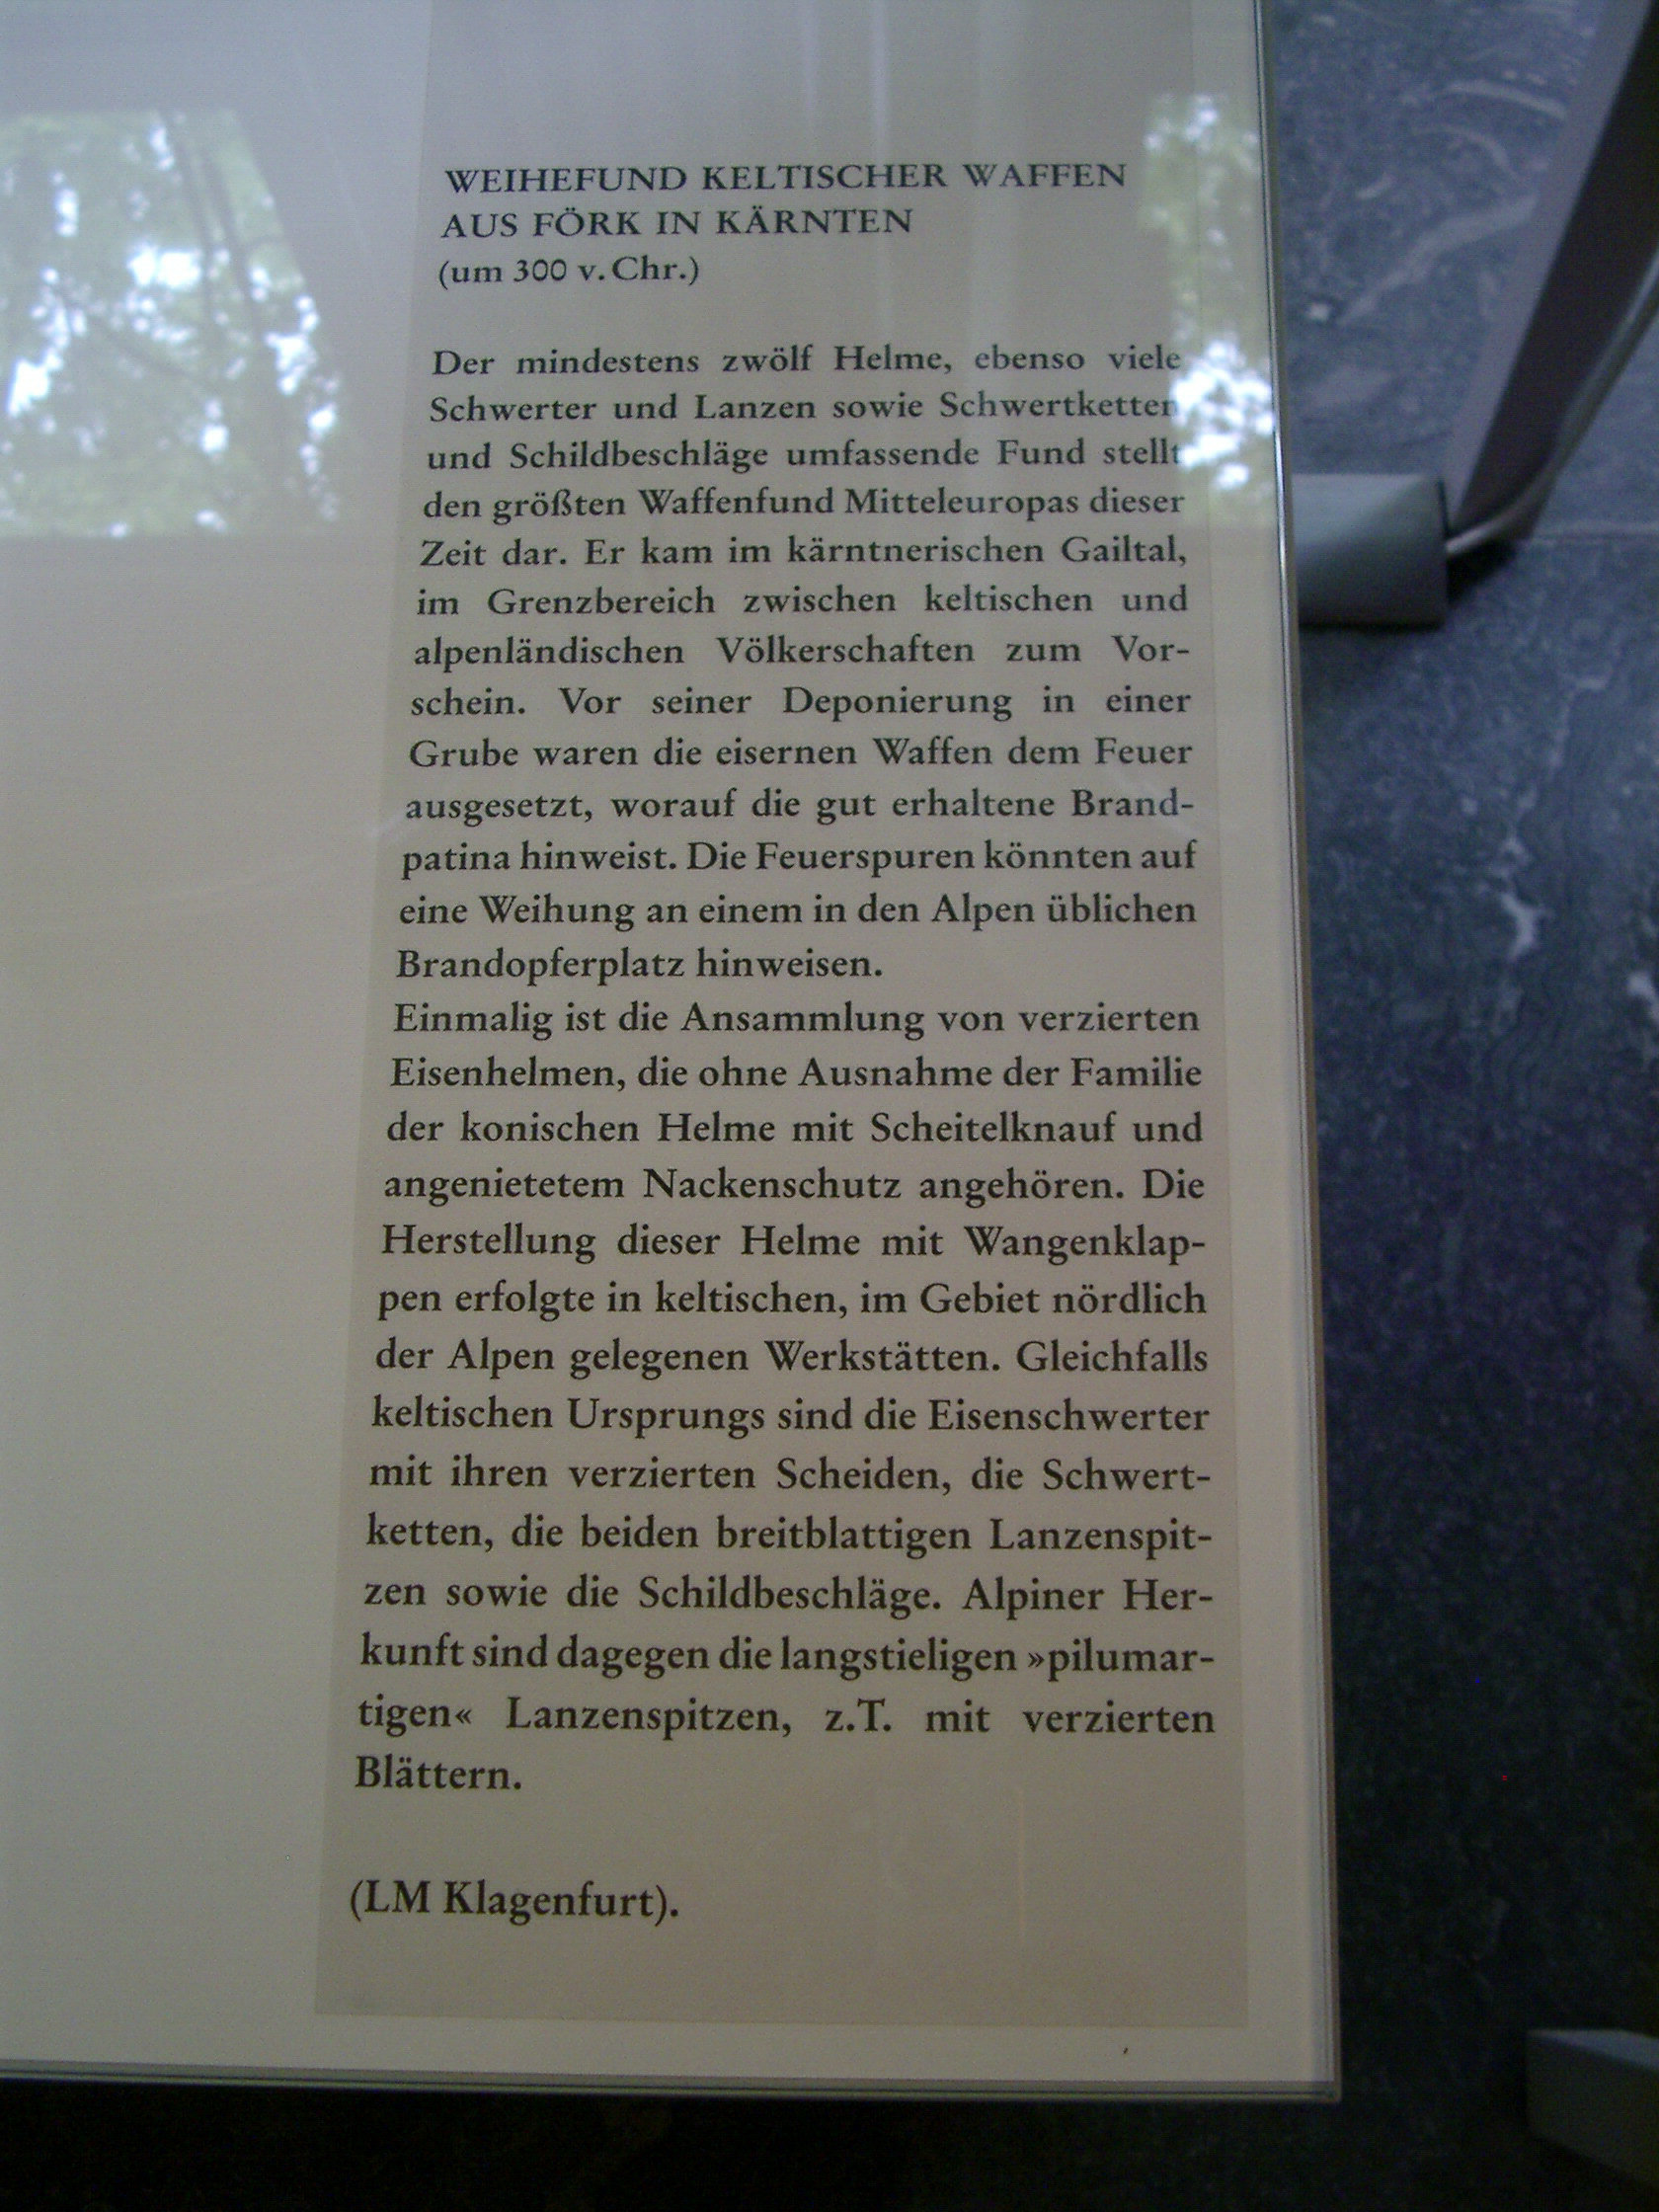 WEIHEFUND KELTISCHER WAFFEN
AUS FÖRK IN KÄRNTEN
(um 300 v. Chr.)
Der mindestens zwölf Helme, ebenso viele
Schwerter und Lanzen sowie Schwertketten
und Schildbeschläge umfassende Fund stellt
den größten Waffenfund Mitteleuropas dieser
Zeit dar. Er kam im kärntnerischen Gailtal,
im Grenzbereich zwischen keltischen und
alpenländischen Völkerschaften zum Vor-
schein. Vor seiner Deponierung in einer
Grube waren die eisernen Waffen dem Feuer
ausgesetzt, worauf die gut erhaltene Brand-
patina hinweist. Die Feuerspuren könnten auf
eine Weihung an einem in den Alpen üblichen
Brandopferplatz hinweisen.
Einmalig ist die Ansammlung von verzierten
Eisenhelmen, die ohne Ausnahme der Familie
der konischen Helme mit Scheitelknauf und
angenietetem Nackenschutz angehören. Die
Herstellung dieser Helme mit Wangenklap-
pen erfolgte in keltischen, im Gebiet nördlich
der Alpen gelegenen Werkstätten. Gleichfalls
keltischen Ursprungs sind die Eisenschwerter
mit ihren verzierten Scheiden, die Schwert-
ketten, die beiden breitblattigen Lanzenspit-
zen sowie die Schildbeschläge. Alpiner Her-
kunft sind dagegen die langstieligen »pilumar-
tigen« Lanzenspitzen, z.T. mit verzierten
Blättern.
(LM Klagenfurt).